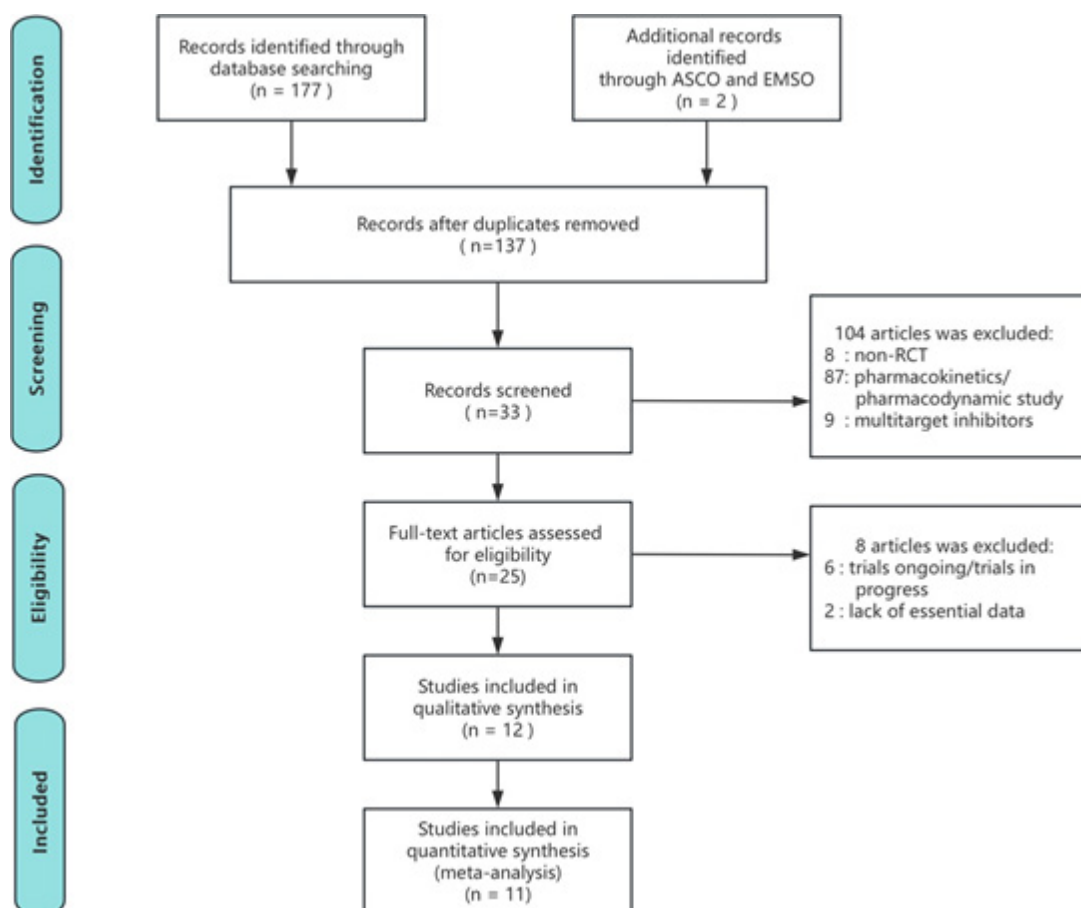 Identification
Records identified through
database searching
(n = 177 )
Additional records
identified
through ASCO and EMSO
(n = 2 )
Records after duplicates removed
( n=137 )
Screening
Records screened
( n=33 )
104 articles was excluded:
8 : non-RCT
87: pharmacokinetics/
pharmacodynamic study
9 : multitarget inhibitors
Eligibility
Full-text articles assessed
for eligibility
(n=25)
8 articles was excluded:
6 : trials ongoing/trials in
progress
2 : lack of essential data
Studies included in
qualitative synthesis
(n = 12 )
Included
Studies included in
quantitative synthesis
(meta-analysis)
(n = 11)